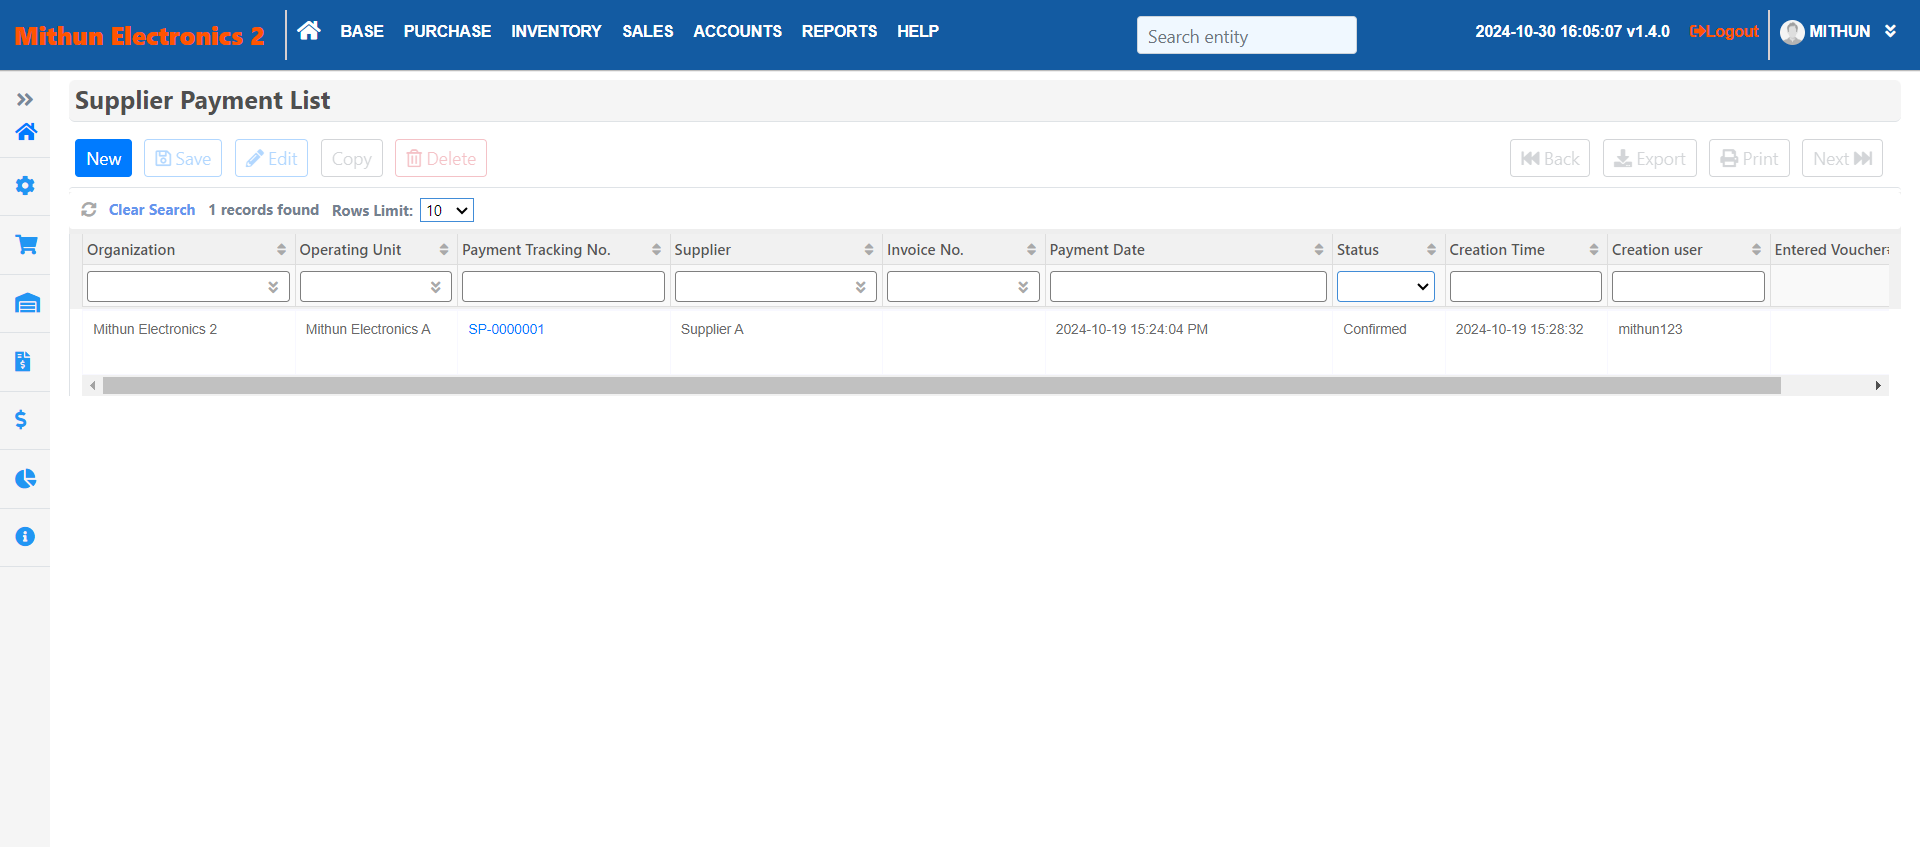 Mithun Electronics 2 BASE PURCHASE INVENTORY SALES ACCOUNTS REPORTS HELP Search entity 2024-10-30 16:05:07 v1.4.0 Logout MITHUN
Supplier Payment List
New Save Edit Copy Delete Back Export Print Next
Clear Search 1 records found Rows Limit: 10
Organization Operating Unit Payment Tracking No. Supplier Invoice No. Payment Date Status Creation Time Creation user Entered Voucher
Mithun Electronics 2 Mithun Electronics A SP-0000001 Supplier A 2024-10-19 15:24:04 PM Confirmed 2024-10-19 15:28:32 mithun123